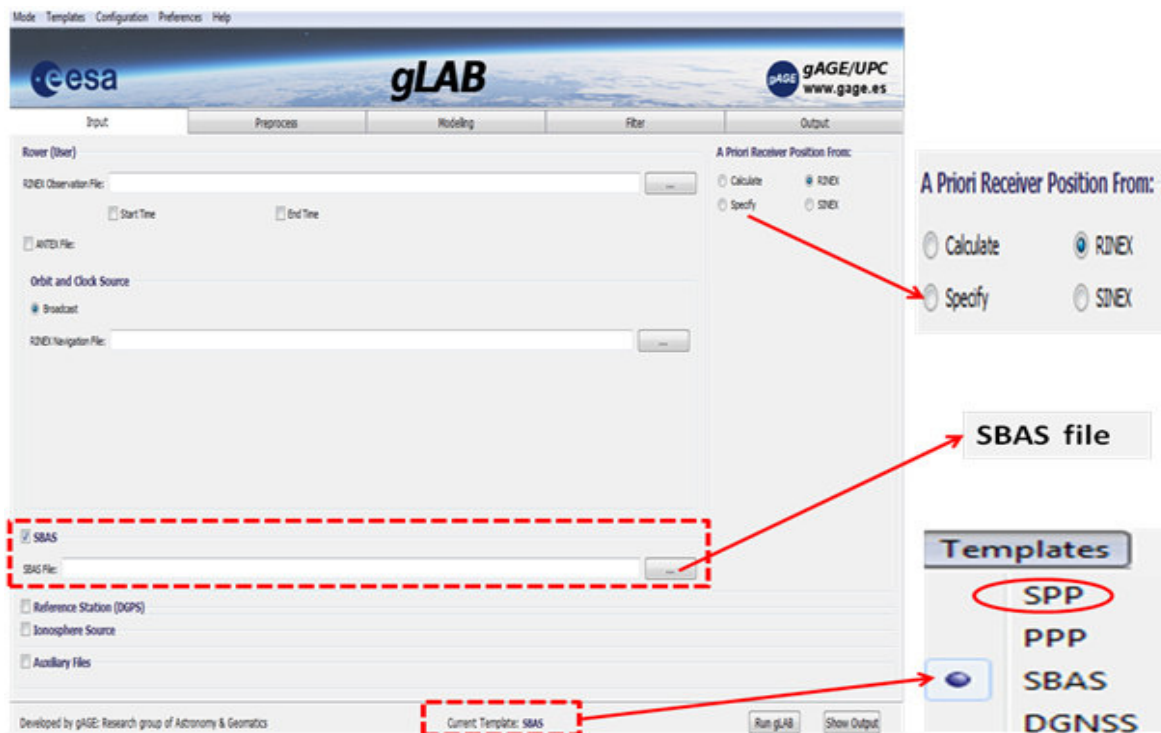 Mode Templates Configuration Preferences Help
eesa
gLAB
gAGE
gAGE/UPC
www.gage.es
Input Preprocess Modeling Filter Output
Rover (User)
A Priori Receiver Position From:
RINEX Observation File: ...
Calculate RINEX
Start Time End Time
Specify SINEX
ANTEX File:
Orbit and Clock Source
Broadcast
RINEX Navigation File: ...
SBAS
SBAS File: ...
Reference Station (DGPS)
Ionosphere Source
Auxiliary Files
Developed by gAGE: Research group of Astronomy & Geomatics
Current Template: SBAS
Run gLAB Show Output
A Priori Receiver Position From:
Calculate RINEX
Specify SINEX
SBAS file
Templates
SPP
PPP
SBAS
DGNSS